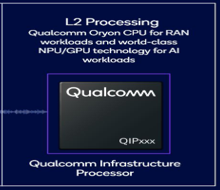 L2 Processing
Qualcomm Oryon CPU for RAN
workloads and world-class
NPU/GPU technology for AI
workloads
Qualcomm
QIPxxx
Qualcomm Infrastructure
Processor